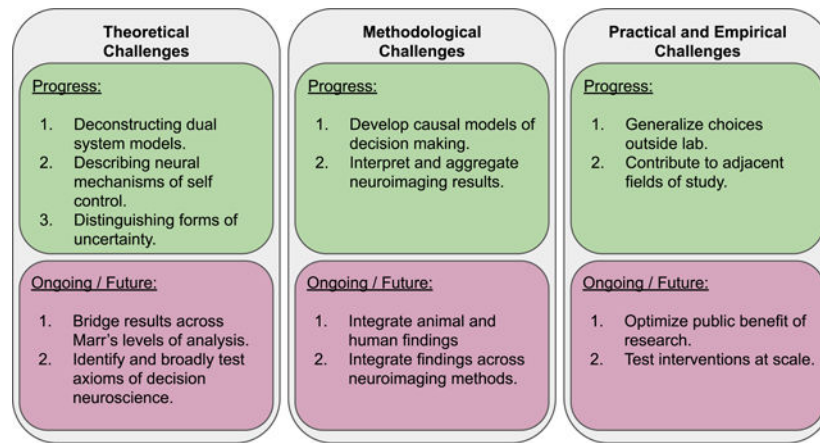 Theoretical
Challenges
Progress:
1. Deconstructing dual
system models.
2. Describing neural
mechanisms of self
control.
3. Distinguishing forms of
uncertainty.
Ongoing / Future:
1. Bridge results across
Marr's levels of analysis.
2. Identify and broadly test
axioms of decision
neuroscience.
Methodological
Challenges
Progress:
1. Develop causal models of
decision making.
2. Interpret and aggregate
neuroimaging results.
Ongoing / Future:
1. Integrate animal and
human findings
2. Integrate findings across
neuroimaging methods.
Practical and Empirical
Challenges
Progress:
1. Generalize choices
outside lab.
2. Contribute to adjacent
fields of study.
Ongoing / Future:
1. Optimize public benefit of
research.
2. Test interventions at scale.